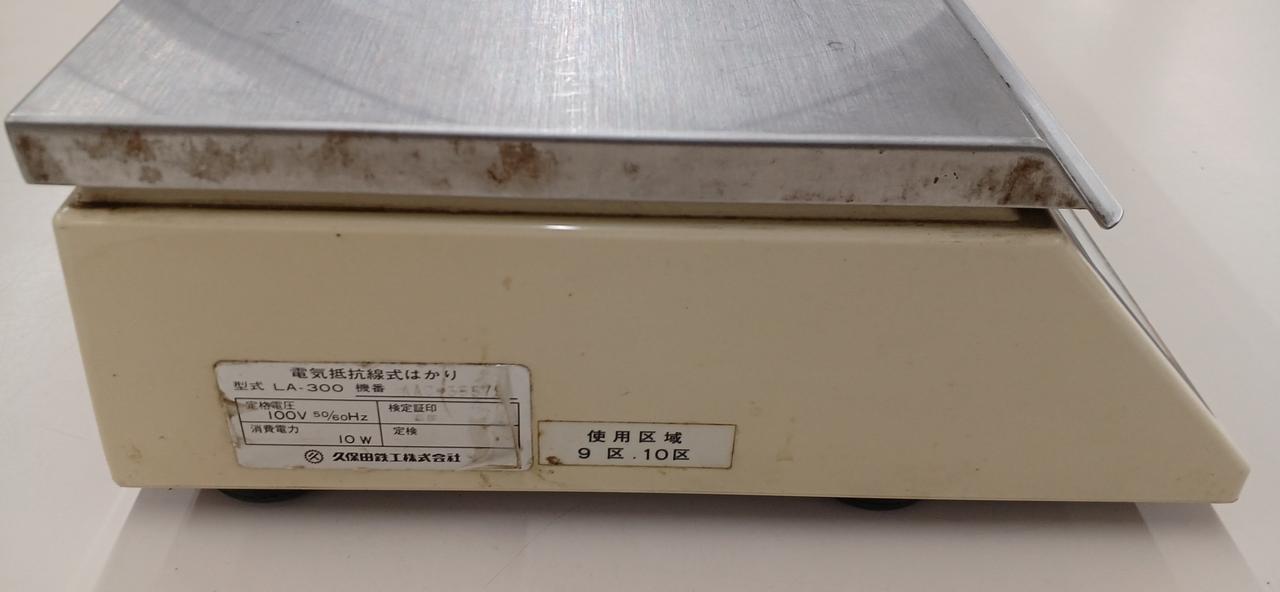 電気抵抗線式はかり
型式 LA-300 機番
定格電圧
100V 50/60Hz
検定証印
消費電力
10W
定検
久保田鉄工株式会社
使用区域
9 区.10区